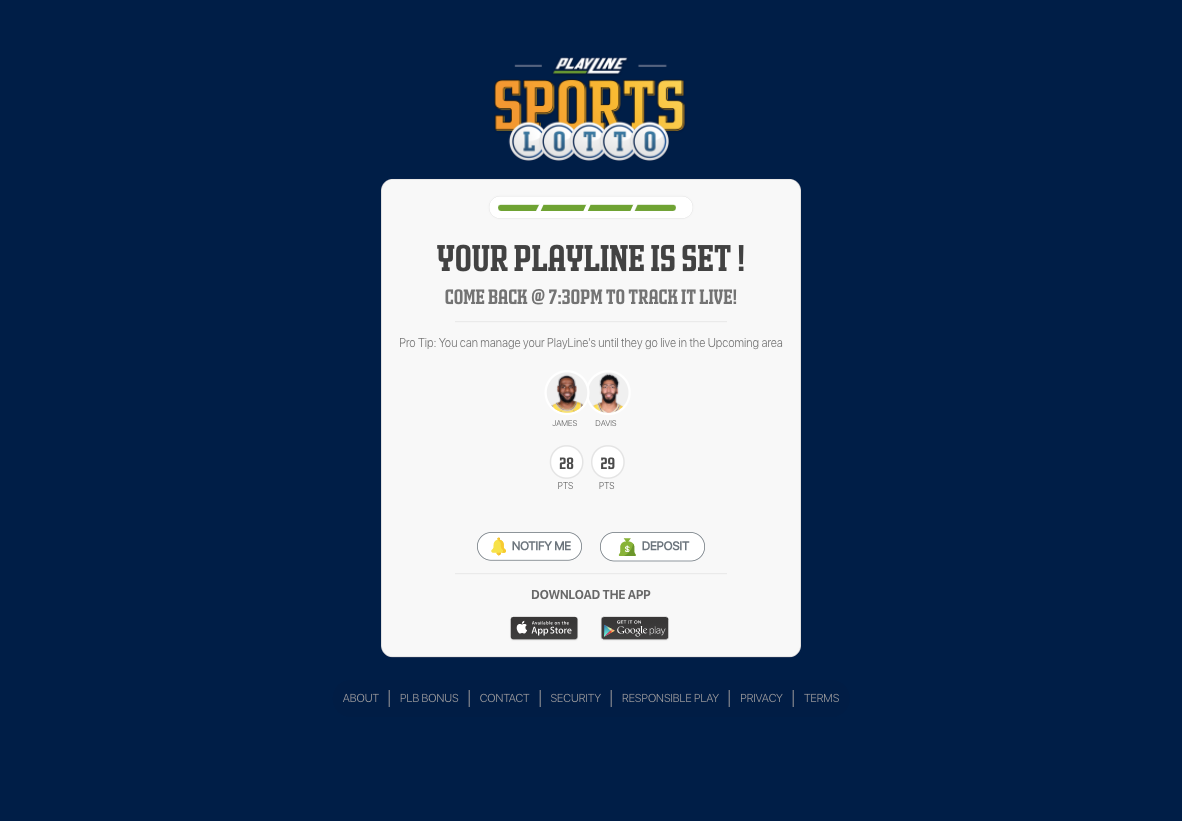 PLAYLINE
SPORTS
LOTTO
YOUR PLAYLINE IS SET !
COME BACK @ 7:30PM TO TRACK IT LIVE!
Pro Tip: You can manage your PlayLine's until they go live in the Upcoming area
JAMES DAVIS
28 29
PTS PTS
NOTIFY ME $ DEPOSIT
DOWNLOAD THE APP
Available on the App Store
GET IT ON Google play
ABOUT | PLB BONUS | CONTACT | SECURITY | RESPONSIBLE PLAY | PRIVACY | TERMS